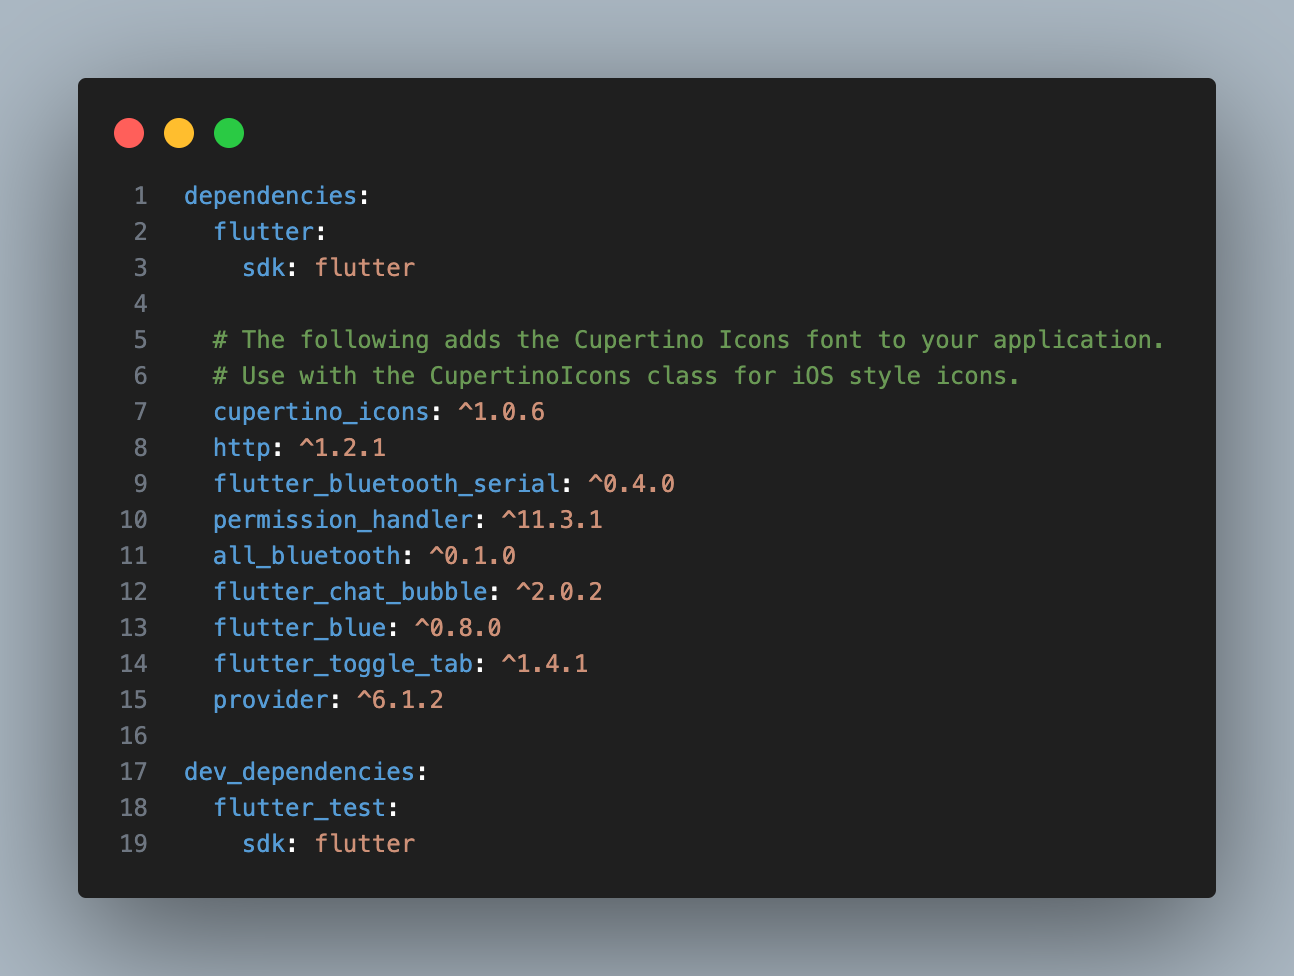 1 dependencies:
2   flutter:
3     sdk: flutter
4
5   # The following adds the Cupertino Icons font to your application.
6   # Use with the CupertinoIcons class for iOS style icons.
7   cupertino_icons: ^1.0.6
8   http: ^1.2.1
9   flutter_bluetooth_serial: ^0.4.0
10   permission_handler: ^11.3.1
11   all_bluetooth: ^0.1.0
12   flutter_chat_bubble: ^2.0.2
13   flutter_blue: ^0.8.0
14   flutter_toggle_tab: ^1.4.1
15   provider: ^6.1.2
16
17 dev_dependencies:
18   flutter_test:
19     sdk: flutter